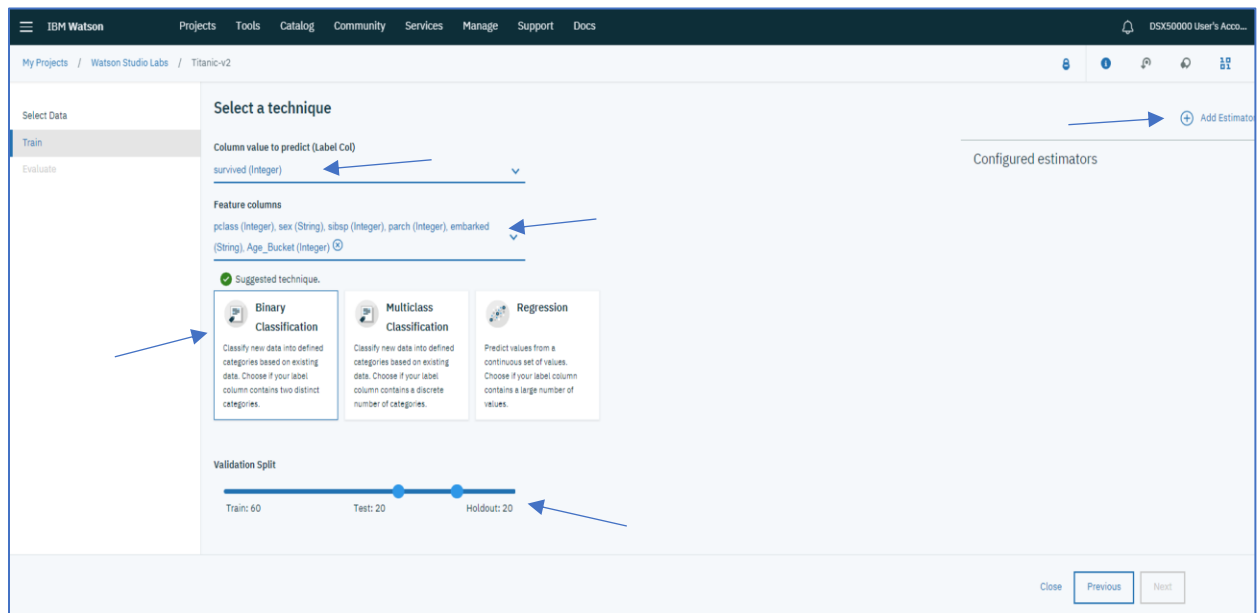 IBM Watson Projects Tools Catalog Community Services Manage Support Docs DSX50000 User's Acco...
My Projects / Watson Studio Labs / Titanic-v2
Select Data
Train
Evaluate
Select a technique
Column value to predict (Label Col)
survived (Integer)
Feature columns
pclass (Integer), sex (String), sibsp (Integer), parch (Integer), embarked
(String), Age_Bucket (Integer)
Suggested technique.
Binary
Classification
Classify new data into defined
categories based on existing
data. Choose if your label
column contains two distinct
categories.
Multiclass
Classification
Classify new data into defined
categories based on existing
data. Choose if your label
column contains a discrete
number of categories.
Regression
Predict values from a
continuous set of values.
Choose if your label column
contains a large number of
values.
Validation Split
Train: 60 Test: 20 Holdout: 20
Add Estimator
Configured estimators
Close Previous Next